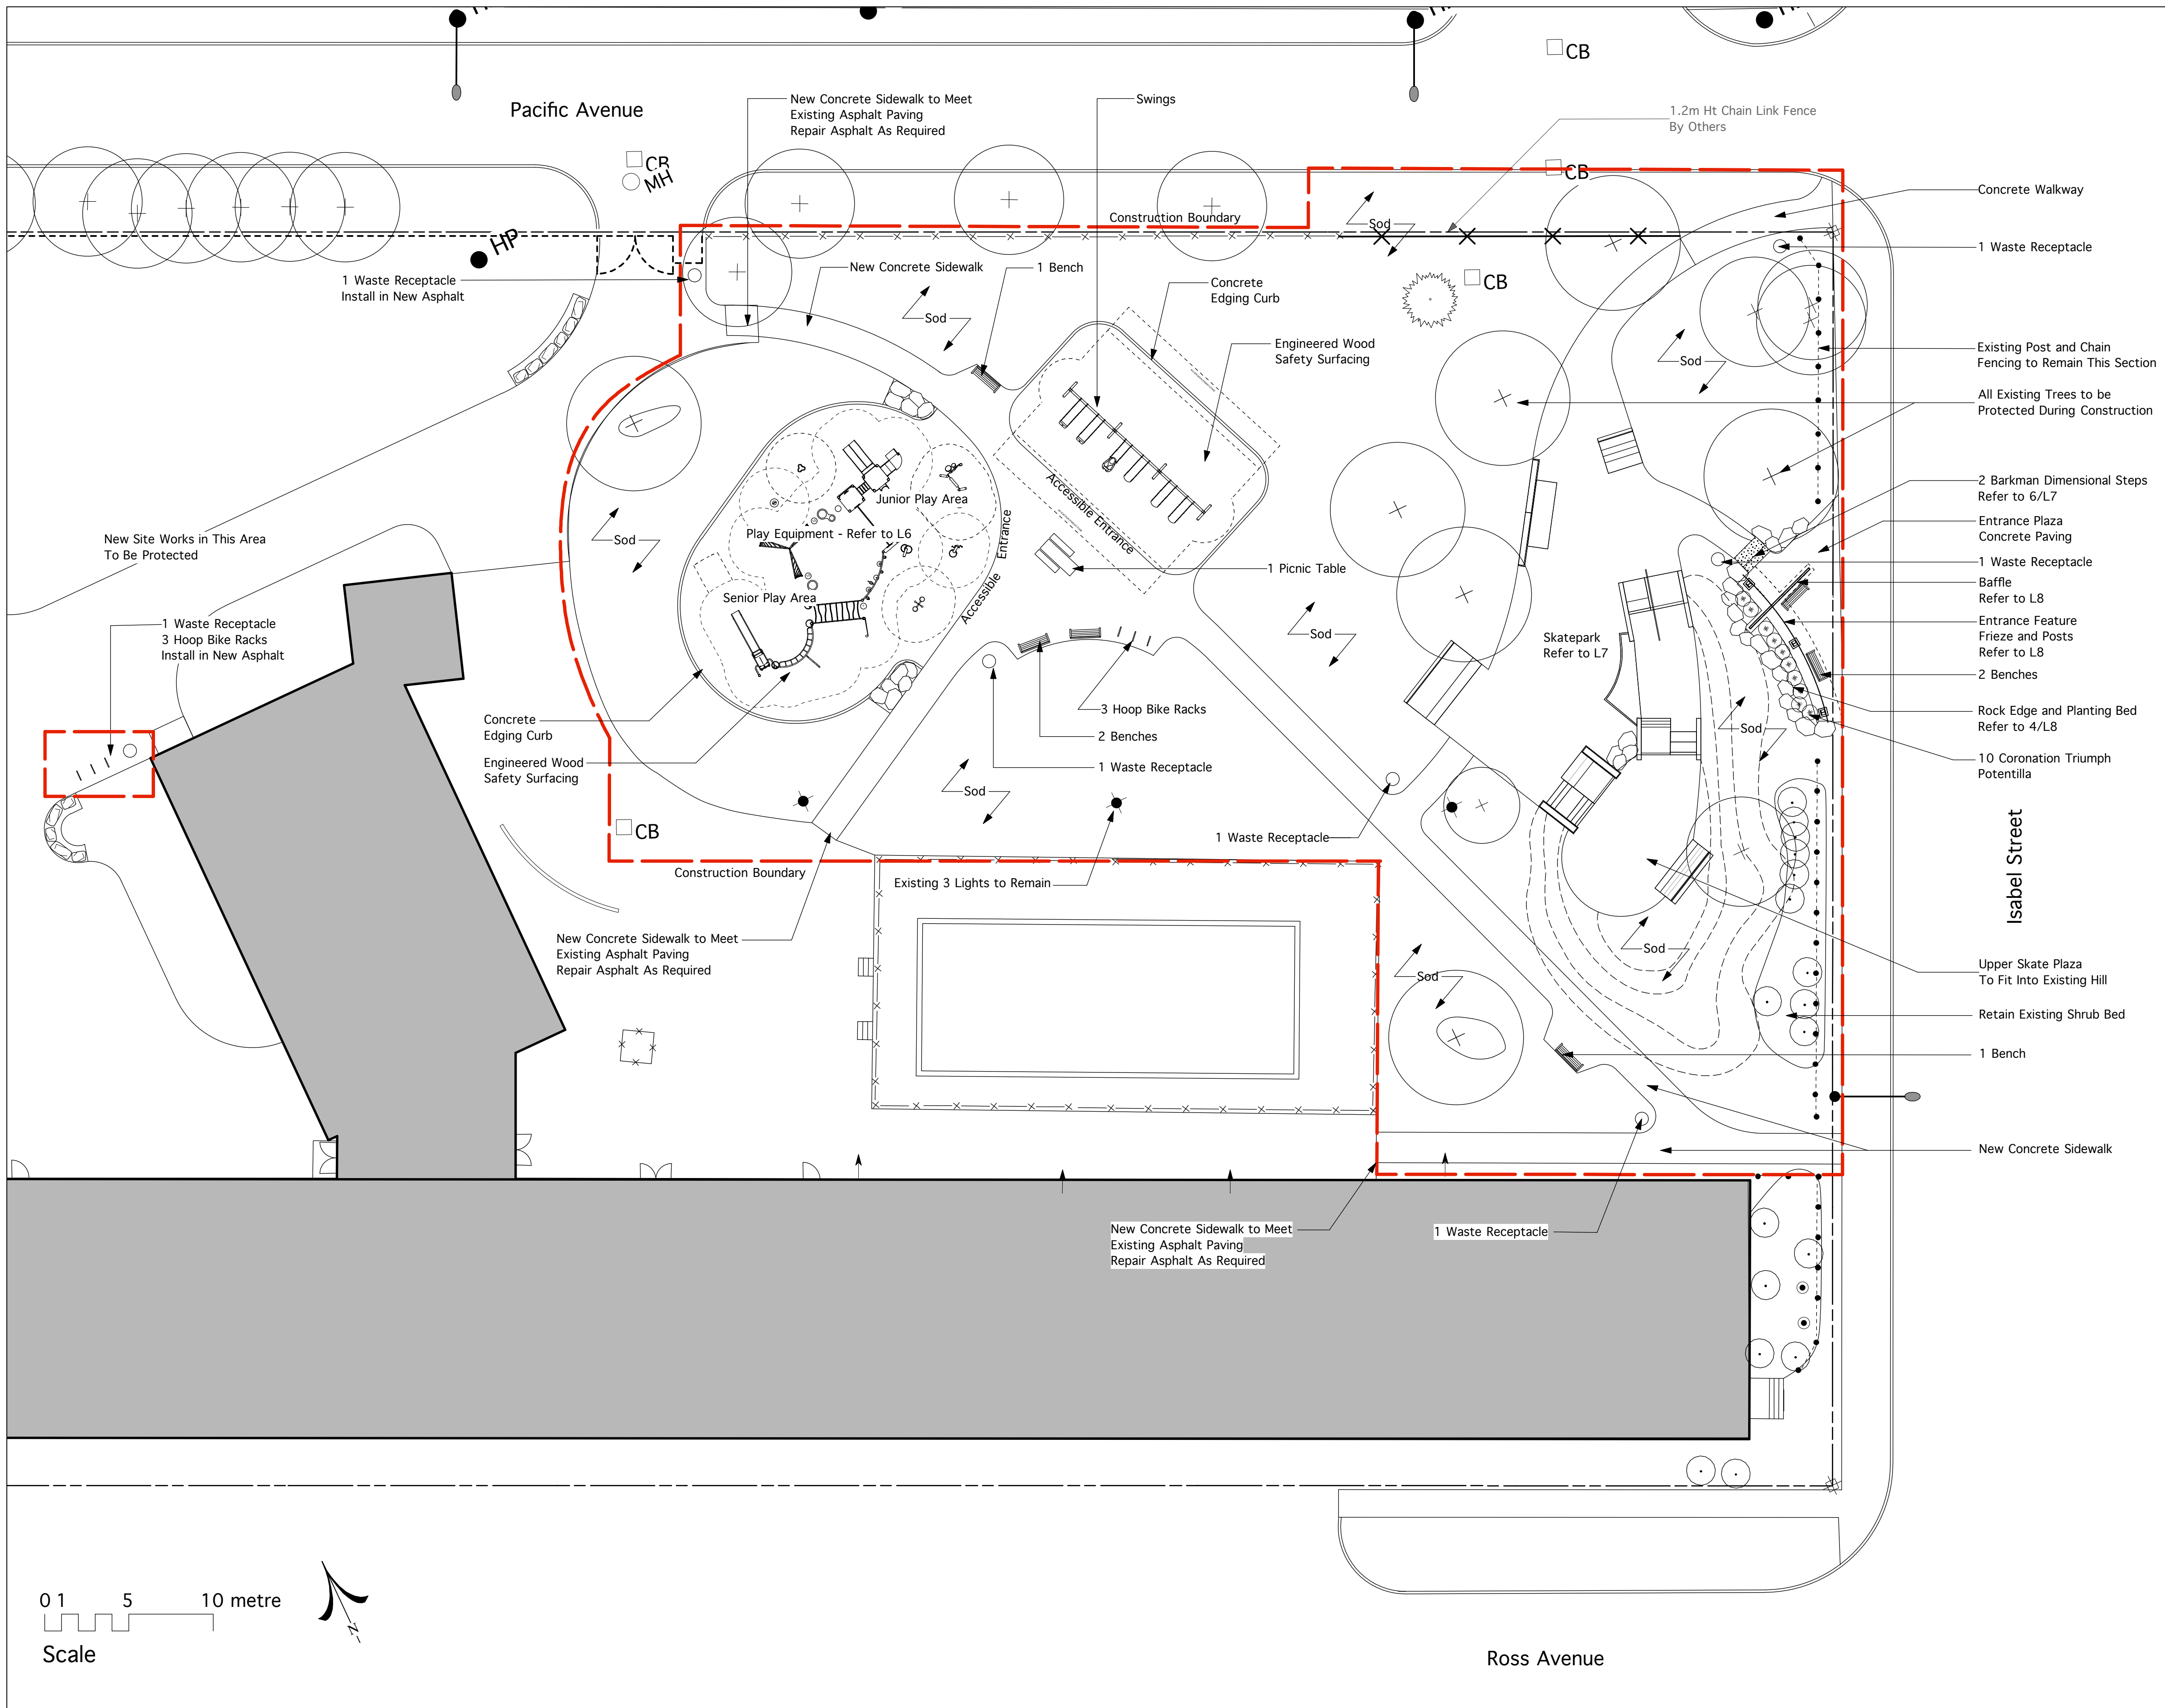 CB
Pacific Avenue
New Concrete Sidewalk to Meet
Existing Asphalt Paving
Repair Asphalt As Required
Swings
1.2m Ht Chain Link Fence
By Others
CB
MH
CB
Concrete Walkway
Construction Boundary
Sod
HP
1 Waste Receptacle
1 Waste Receptacle
Install in New Asphalt
New Concrete Sidewalk
1 Bench
Concrete
Edging Curb
CB
Sod
Engineered Wood
Safety Surfacing
Sod
Existing Post and Chain
Fencing to Remain This Section
All Existing Trees to be
Protected During Construction
2 Barkman Dimensional Steps
Refer to 6/L7
Junior Play Area
Accessible Entrance
Accessible Entrance
Play Equipment - Refer to L6
Entrance Plaza
Concrete Paving
New Site Works in This Area
To Be Protected
Sod
1 Picnic Table
1 Waste Receptacle
Baffle
Refer to L8
Senior Play Area
1 Waste Receptacle
3 Hoop Bike Racks
Install in New Asphalt
Sod
Skatepark
Refer to L7
Entrance Feature
Frieze and Posts
Refer to L8
2 Benches
Concrete
Edging Curb
3 Hoop Bike Racks
Rock Edge and Planting Bed
Refer to 4/L8
Sod
2 Benches
Engineered Wood
Safety Surfacing
1 Waste Receptacle
10 Coronation Triumph
Potentilla
Sod
CB
1 Waste Receptacle
Isabel Street
Construction Boundary
Existing 3 Lights to Remain
New Concrete Sidewalk to Meet
Existing Asphalt Paving
Repair Asphalt As Required
Sod
Sod
Upper Skate Plaza
To Fit Into Existing Hill
Retain Existing Shrub Bed
1 Bench
New Concrete Sidewalk
New Concrete Sidewalk to Meet
Existing Asphalt Paving
Repair Asphalt As Required
1 Waste Receptacle
0 1 5 10 metre
Scale
N
Ross Avenue